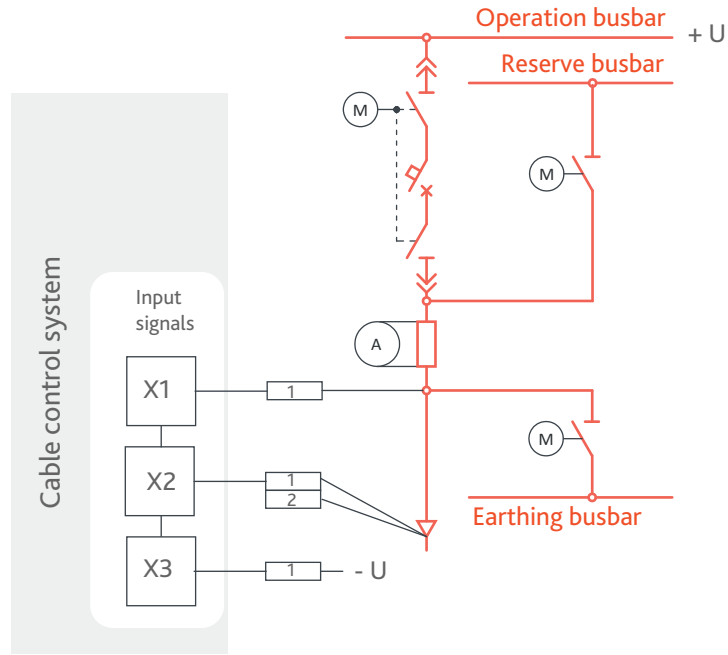 Operation busbar
+ U
Reserve busbar
M
M
Cable control system
Input
signals
A
X1
1
M
X2
1
2
Earthing busbar
X3
1
- U